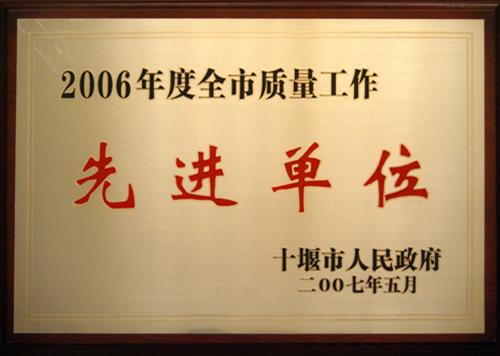 2006年度全市质量工作
先进单位
十堰市人民政府
二00七年五月